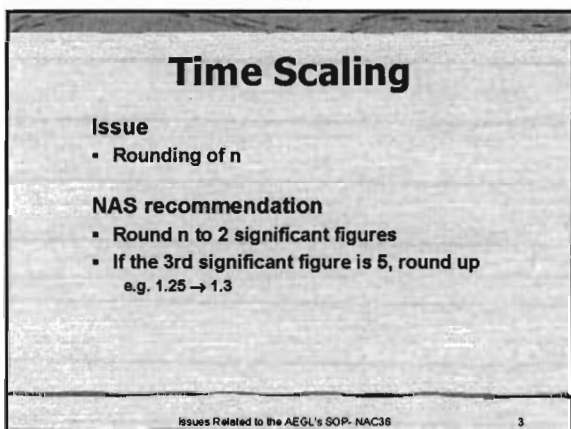 Time Scaling
Issue
▪ Rounding of n
NAS recommendation
▪ Round n to 2 significant figures
▪ If the 3rd significant figure is 5, round up
e.g. 1.25 → 1.3
Issues Related to the AEGL's SOP- NAC36
3